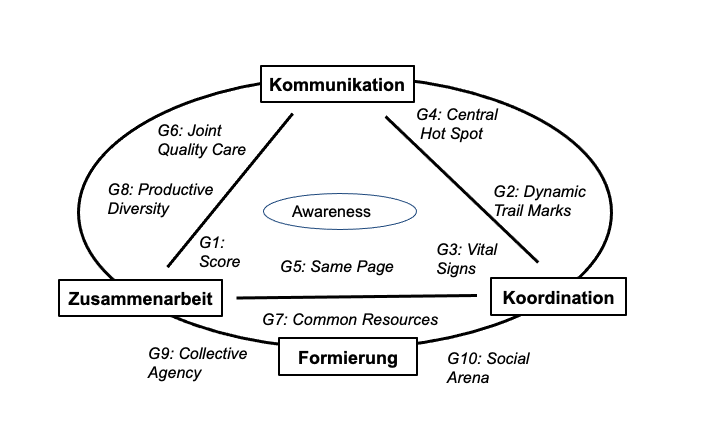 Kommunikation
G6: Joint
Quality Care
G4: Central
Hot Spot
G8: Productive
Diversity
G2: Dynamic
Trail Marks
Awareness
G1:
Score
G5: Same Page
G3: Vital
Signs
Zusammenarbeit
Koordination
G7: Common Resources
Formierung
G9: Collective
Agency
G10: Social
Arena